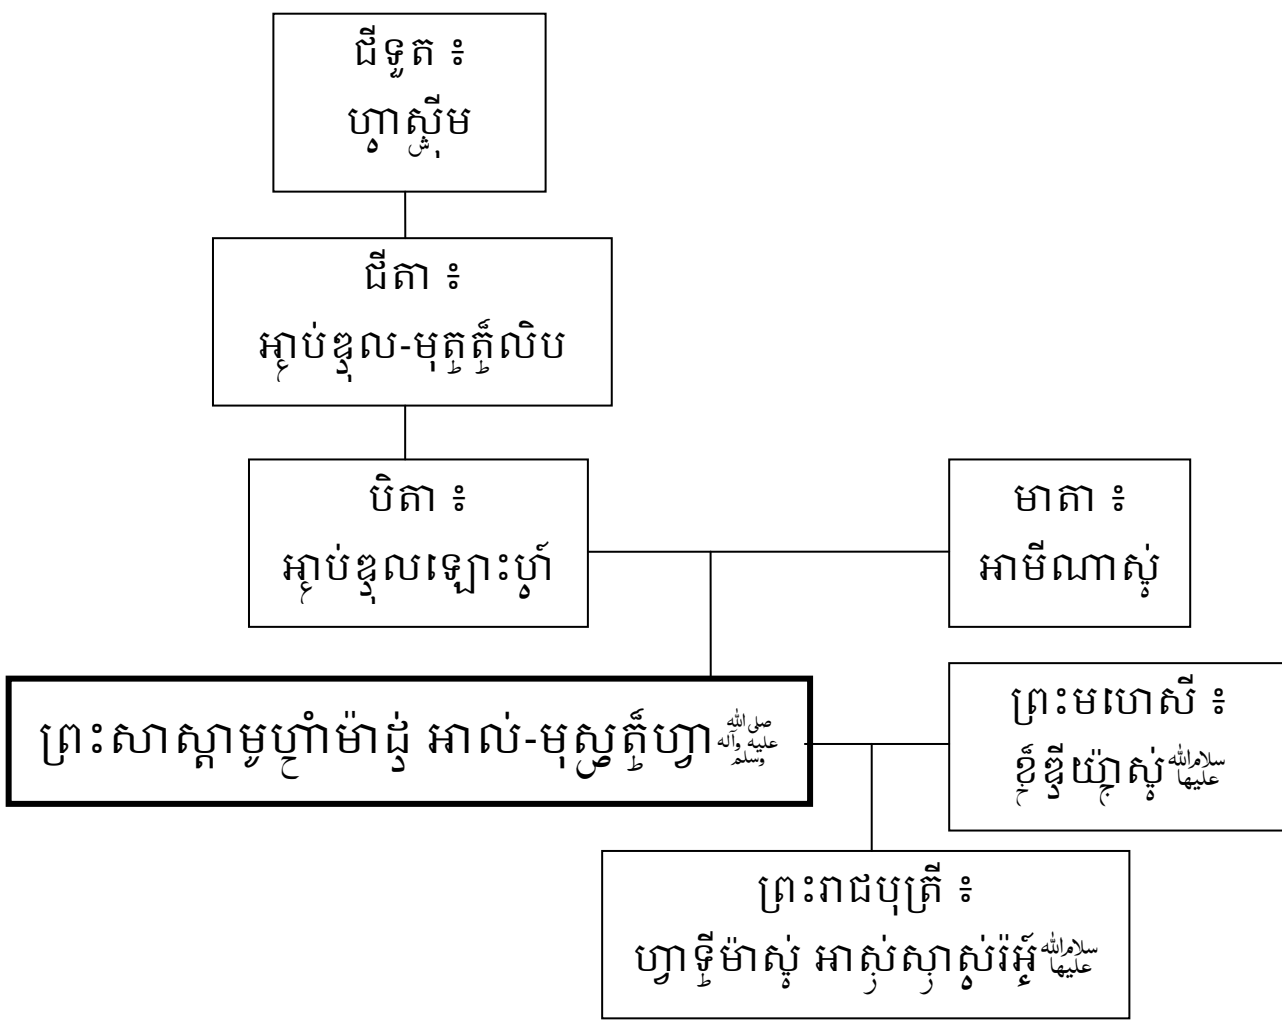 ជីទួត ៖
ហ្គាស្ហ៊ីម
ជីតា ៖
អាប់ឌុល-មុតត៏លិប
បិតា ៖
អាប់ឌុលឡោះហ៍
មាតា ៖
អាមីណាស់
ព្រះសាស្តាមូហាំម៉ាដ់ អាល់-មុស្តត៏ហ្វា صلى الله عليه وآله وسلم
ព្រះមហេសី ៖
ខ៏ឌីយ៉ាស់ سلام الله عليها
ព្រះរាជបុត្រី ៖
ហ្វាទីម៉ាស់ អាស់សាស់រ៉អ៍ سلام الله عليها